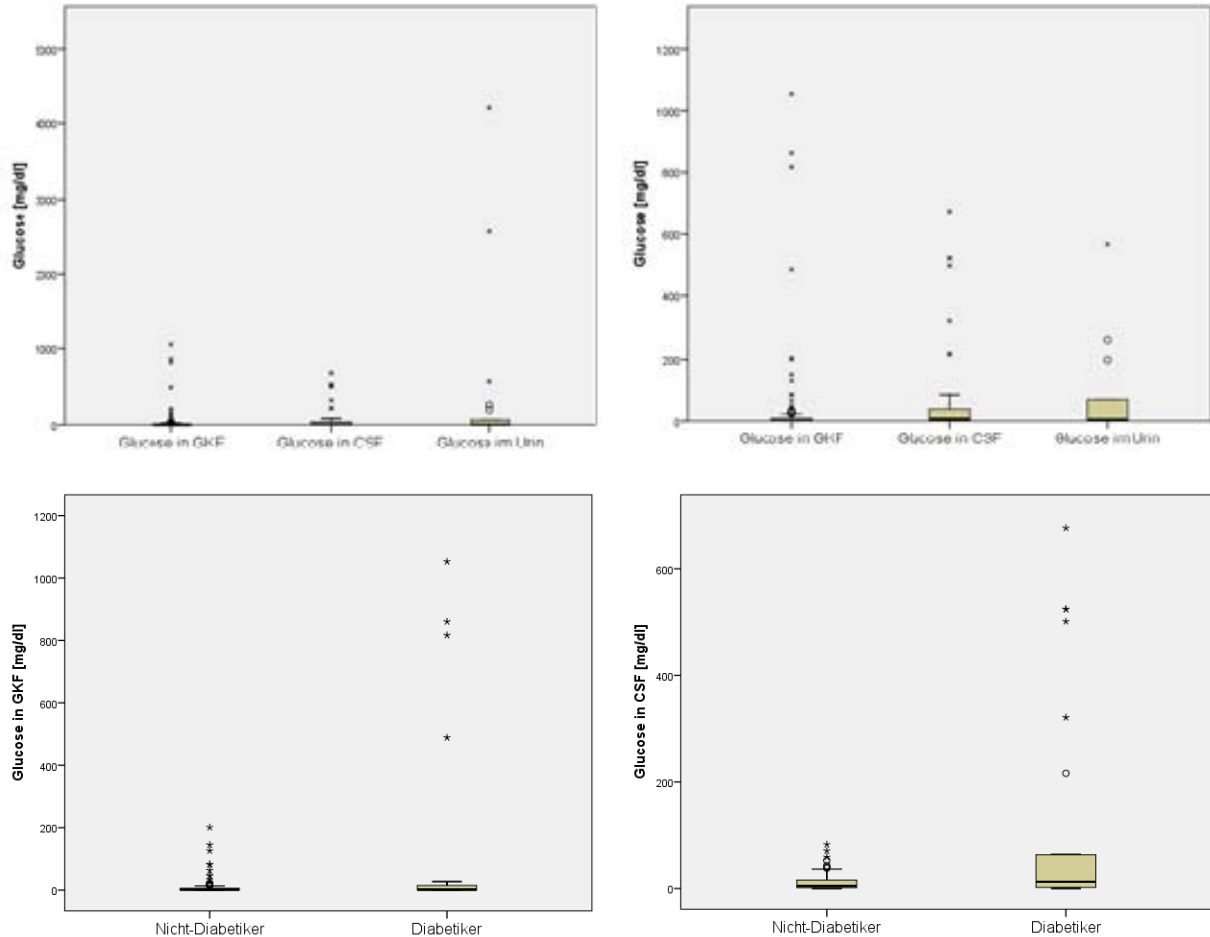 5000
4000
3000
2000
1000
0
Glucose [mg/dl]
Glucose in GKF
Glucose in CSF
Glucose im Urin
1200
1000
800
600
400
200
0
Glucose [mg/dl]
Glucose in GKF
Glucose in CSF
Glucose im Urin
1200
1000
800
600
400
200
0
Glucose in GKF [mg/dl]
Nicht-Diabetiker
Diabetiker
600
400
200
0
Glucose in CSF [mg/dl]
Nicht-Diabetiker
Diabetiker